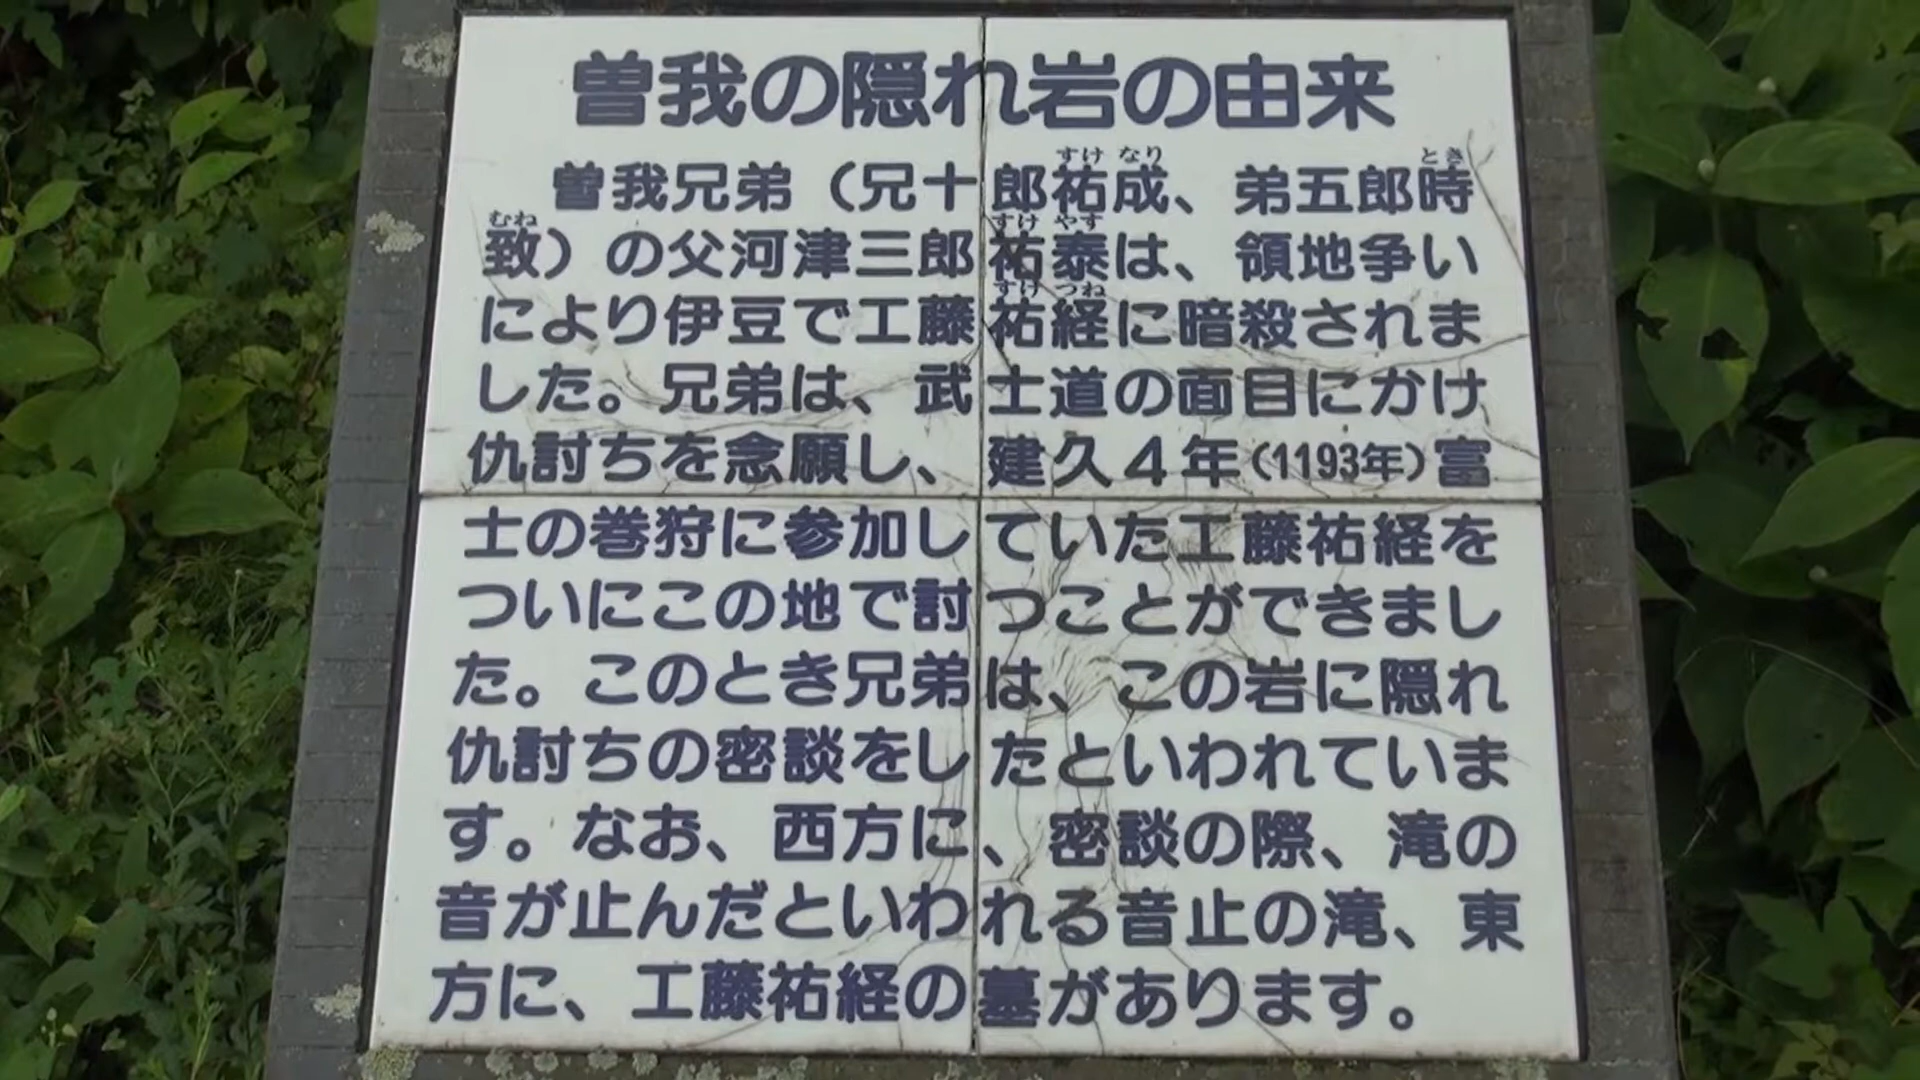 曽我の隠れ岩の由来
曽我兄弟（兄十郎祐成、弟五郎時
すけ なり
とき
致）の父河津三郎祐泰は、領地争い
むね
すけ やす
により伊豆で工藤祐経に暗殺されま
すけ つね
した。兄弟は、武士道の面目にかけ
仇討ちを念願し、建久4年（1193年）富
士の巻狩に参加していた工藤祐経を
ついにこの地で討つことができまし
た。このとき兄弟は、この岩に隠れ
仇討ちの密談をしたといわれていま
す。なお、西方に、密談の際、滝の
音が止んだといわれる音止の滝、東
方に、工藤祐経の墓があります。